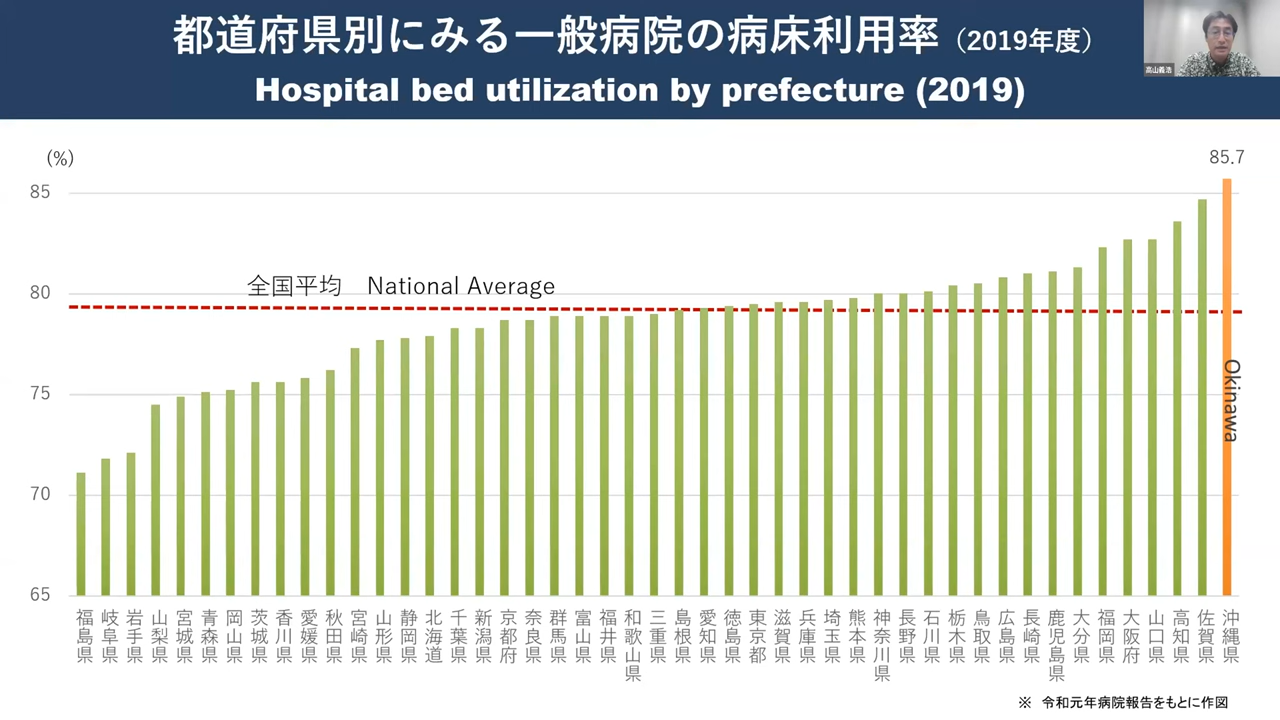 都道府県別にみる一般病院の病床利用率（2019年度）
Hospital bed utilization by prefecture (2019)
高山義浩
(%)
85.7
85
80
75
70
65
全国平均　National Average
Okinawa
福島県
岐阜県
岩手県
山梨県
宮城県
青森県
岡山県
茨城県
香川県
愛媛県
秋田県
宮崎県
山形県
静岡県
北海道
千葉県
新潟県
京都府
奈良県
群馬県
富山県
福井県
和歌山県
三重県
島根県
愛知県
徳島県
東京都
滋賀県
兵庫県
埼玉県
熊本県
神奈川県
長野県
石川県
栃木県
鳥取県
広島県
長崎県
鹿児島県
大分県
福岡県
大阪府
山口県
高知県
佐賀県
沖縄県
※ 令和元年病院報告をもとに作図